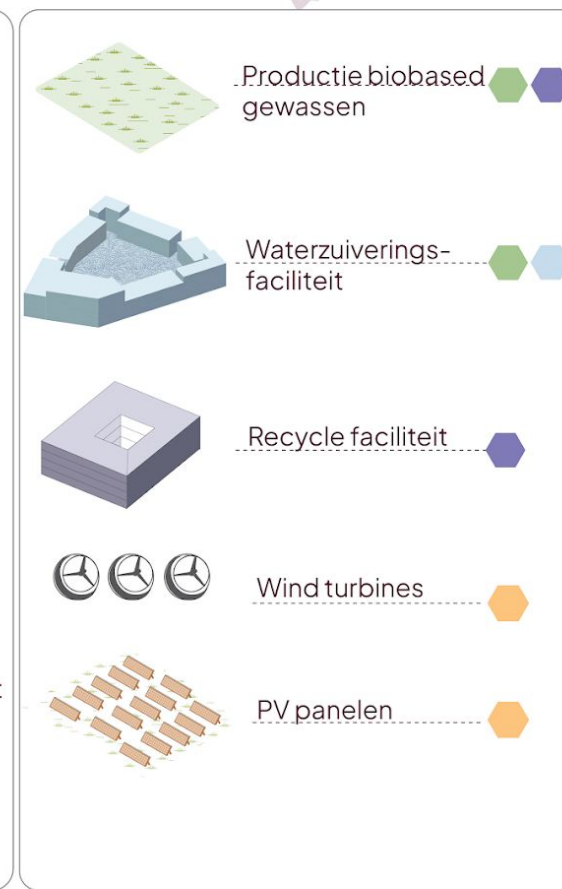 Productie biobased
gewassen
Waterzuiverings-
faciliteit
Recycle faciliteit
Wind turbines
PV panelen